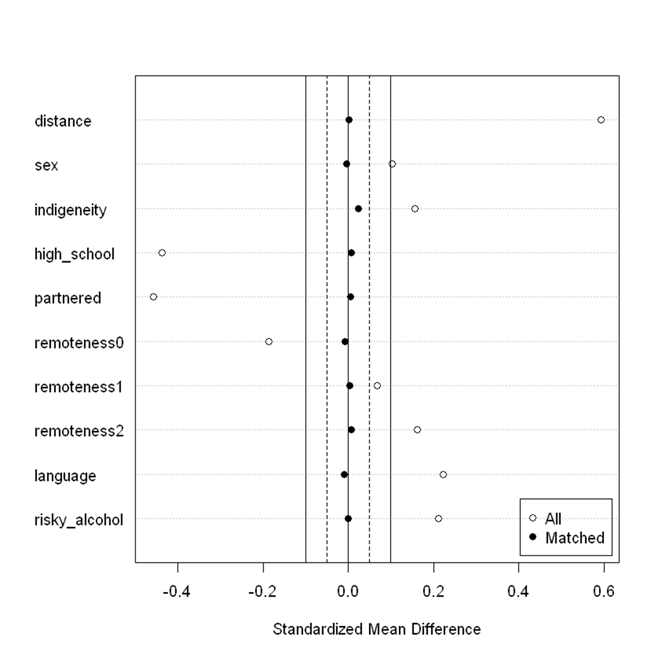 distance
sex
indigeneity
high_school
partnered
remoteness0
remoteness1
remoteness2
language
risky_alcohol
All
Matched
-0.4 -0.2 0.0 0.2 0.4 0.6
Standardized Mean Difference